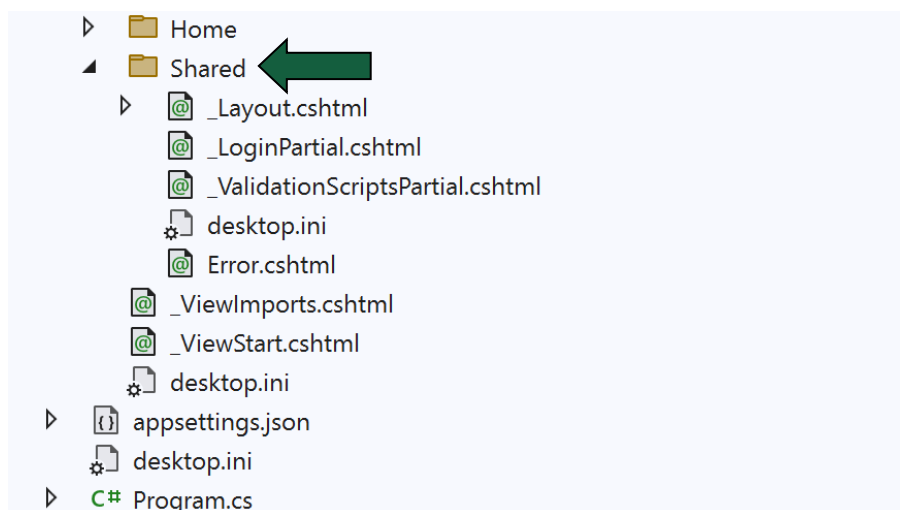 Home
Shared
_Layout.cshtml
_LoginPartial.cshtml
_ValidationScriptsPartial.cshtml
desktop.ini
Error.cshtml
_ViewImports.cshtml
_ViewStart.cshtml
desktop.ini
appsettings.json
desktop.ini
C# Program.cs